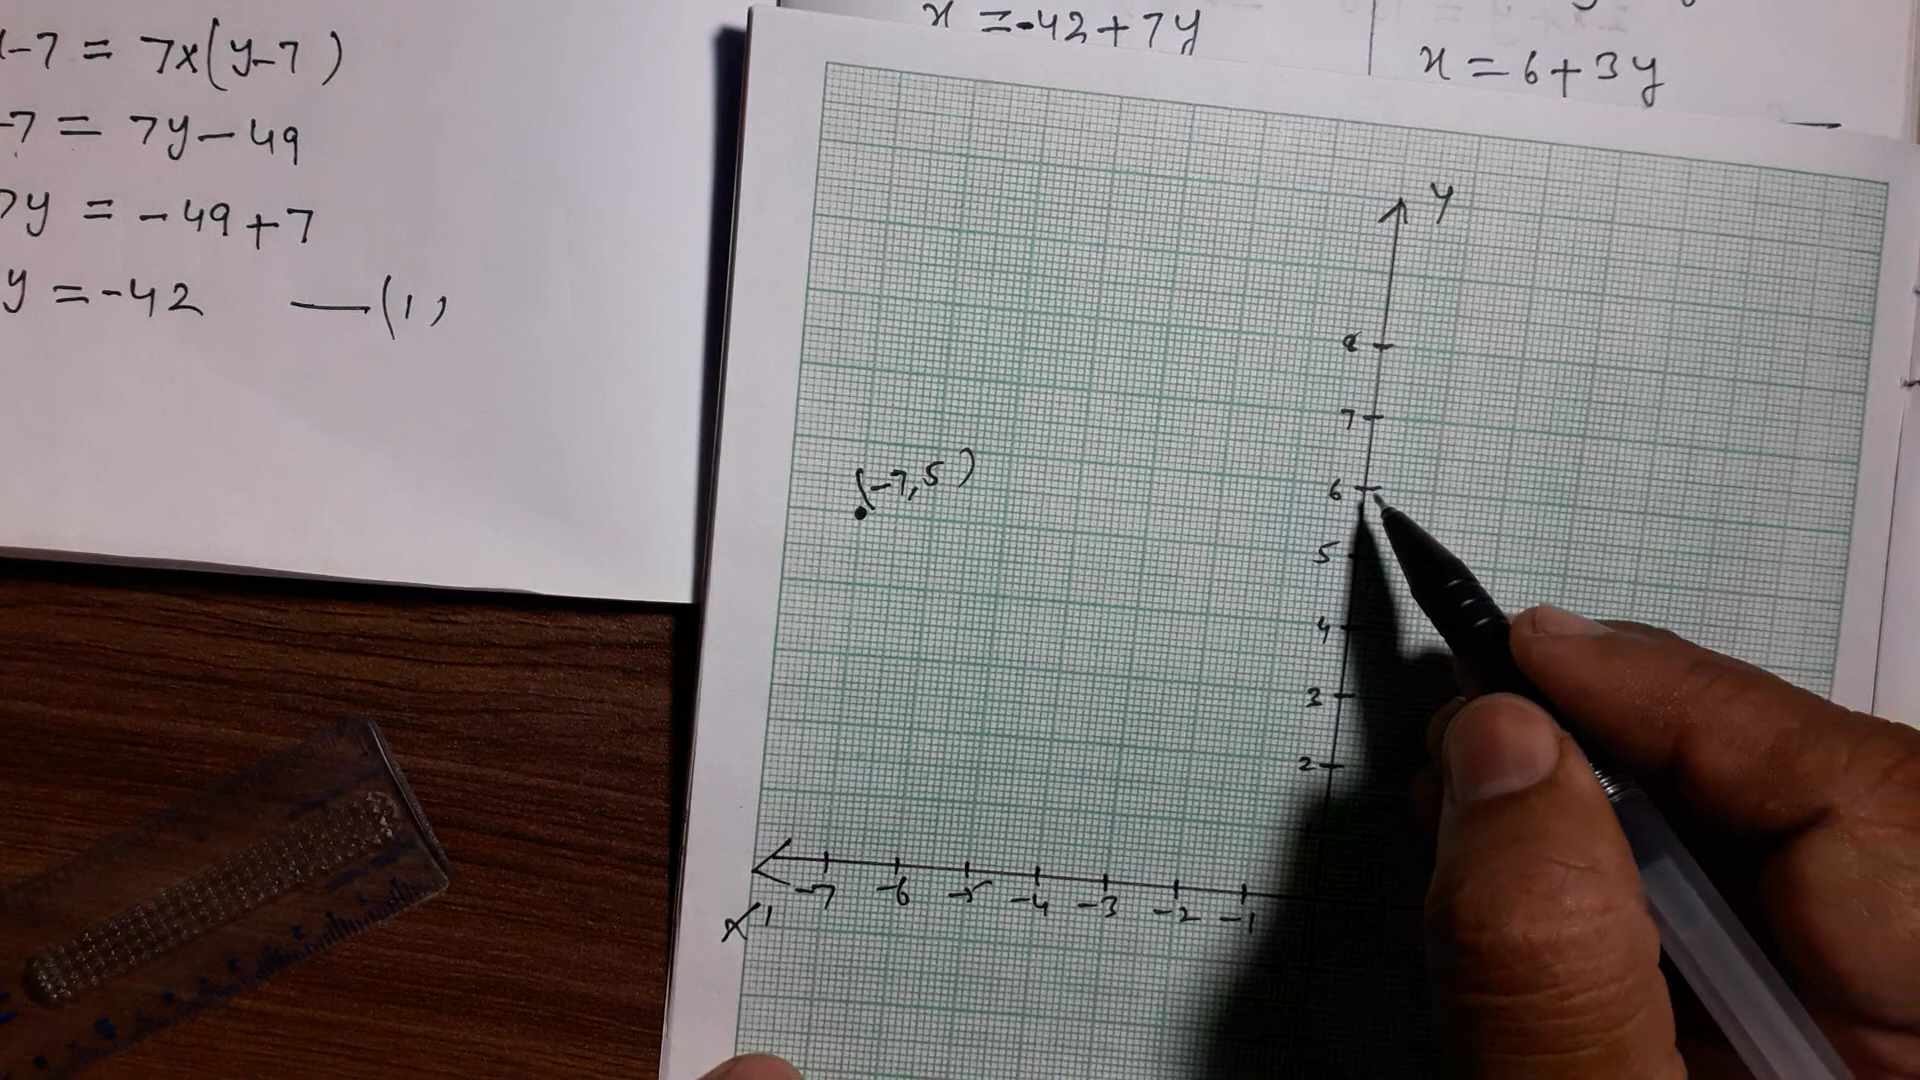 -7 = 7x(y-7)
-7 = 7y-49
7y = -49+7
y = -42 —(1)
x = -42+7y
x = 6+3y
y
8
7
(-7,5)
6
5
4
3
2
-7 -6 -5 -4 -3 -2 -1
x'